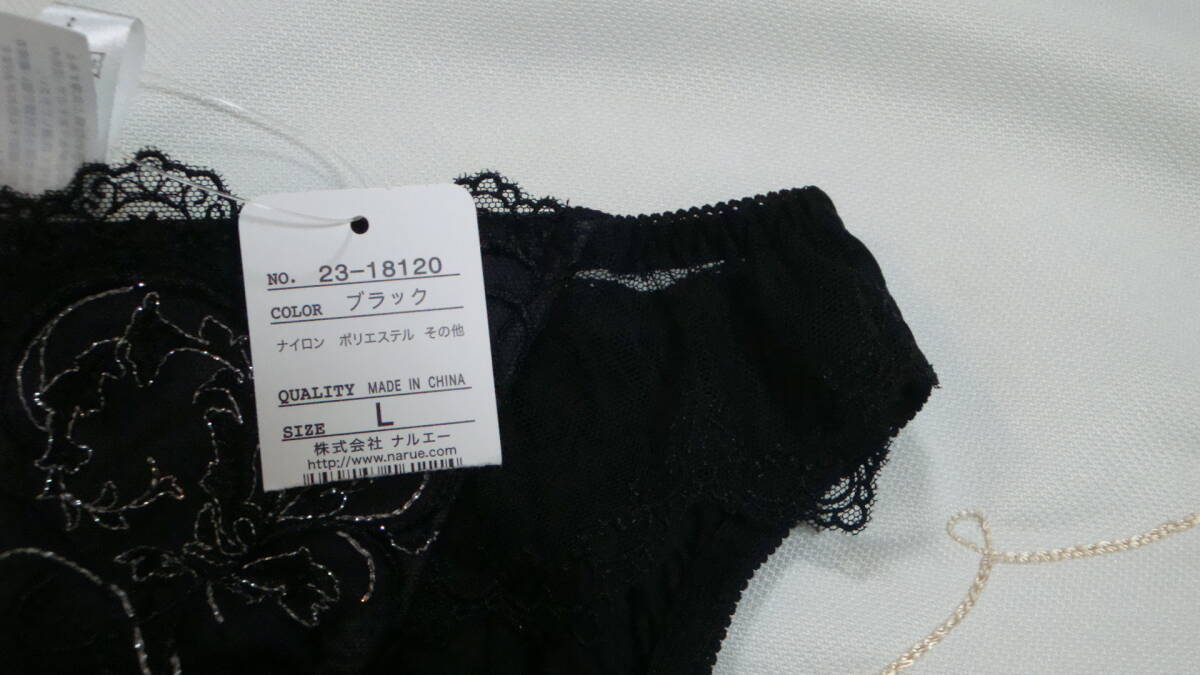 NO. 23-18120
COLOR ブラック
ナイロン ポリエステル その他
QUALITY MADE IN CHINA
SIZE L
株式会社 ナルエー
http://www.narue.com